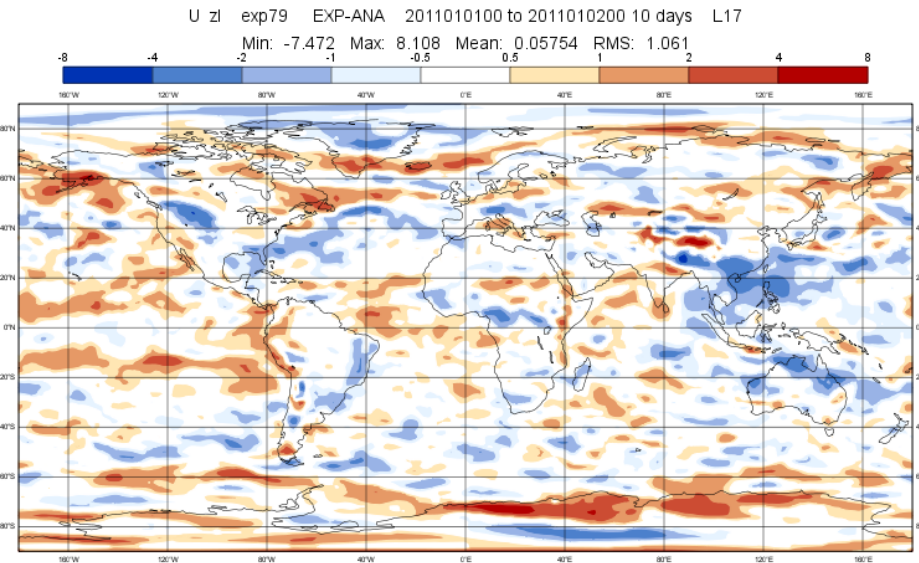 U zl exp79 EXP-ANA 2011010100 to 2011010200 10 days L17
Min: -7.472 Max: 8.108 Mean: 0.05754 RMS: 1.061
-8 -4 -2 -1 -0.5 0.5 1 2 4 8
160°W 120°W 80°W 40°W 0°E 40°E 80°E 120°E 160°E
80°N
60°N
40°N
20°N
0°N
20°S
40°S
60°S
80°S
160°W 120°W 80°W 40°W 0°E 40°E 80°E 120°E 160°E